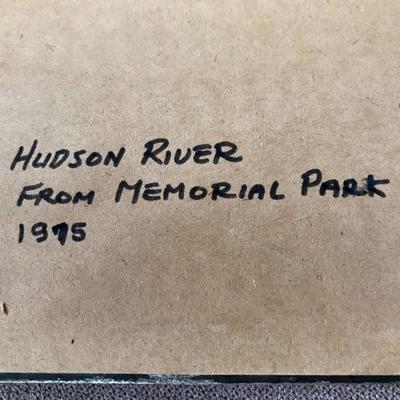 HUDSON RIVER
FROM MEMORIAL PARK
1975